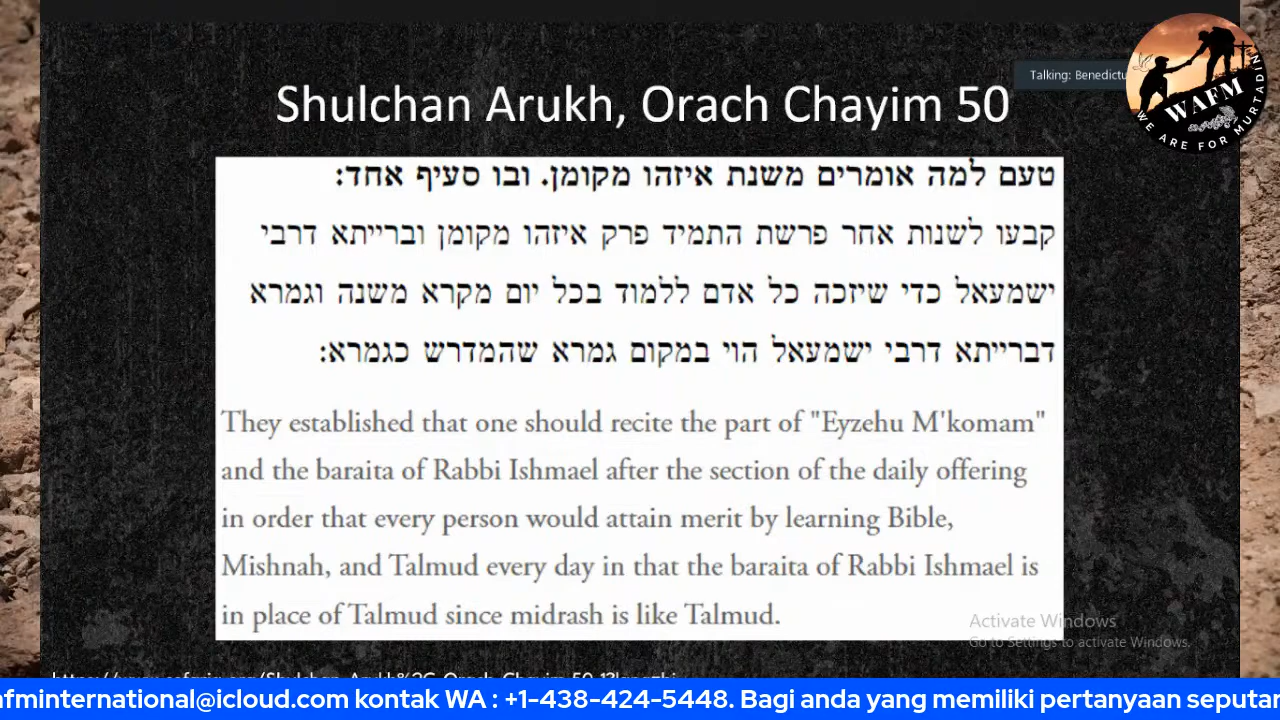 Shulchan Arukh, Orach Chayim 50
Talking: Benedictu
WAFM
WE ARE FOR MURTADIN
טעם למה אומרים משנת איזהו מקומן. ובו סעיף אחד:
קבעו לשנות אחר פרשת התמיד פרק איזהו מקומן וברייתא דרבי
ישמעאל כדי שיזכה כל אדם ללמוד בכל יום מקרא משנה וגמרא
דברייתא דרבי ישמעאל הוי במקום גמרא שהמדרש כגמרא:
They established that one should recite the part of "Eyzehu M'komam"
and the baraita of Rabbi Ishmael after the section of the daily offering
in order that every person would attain merit by learning Bible,
Mishnah, and Talmud every day in that the baraita of Rabbi Ishmael is
in place of Talmud since midrash is like Talmud.
Activate Windows
Go to Settings to activate Windows.
afminternational@icloud.com kontak WA : +1-438-424-5448. Bagi anda yang memiliki pertanyaan seputar